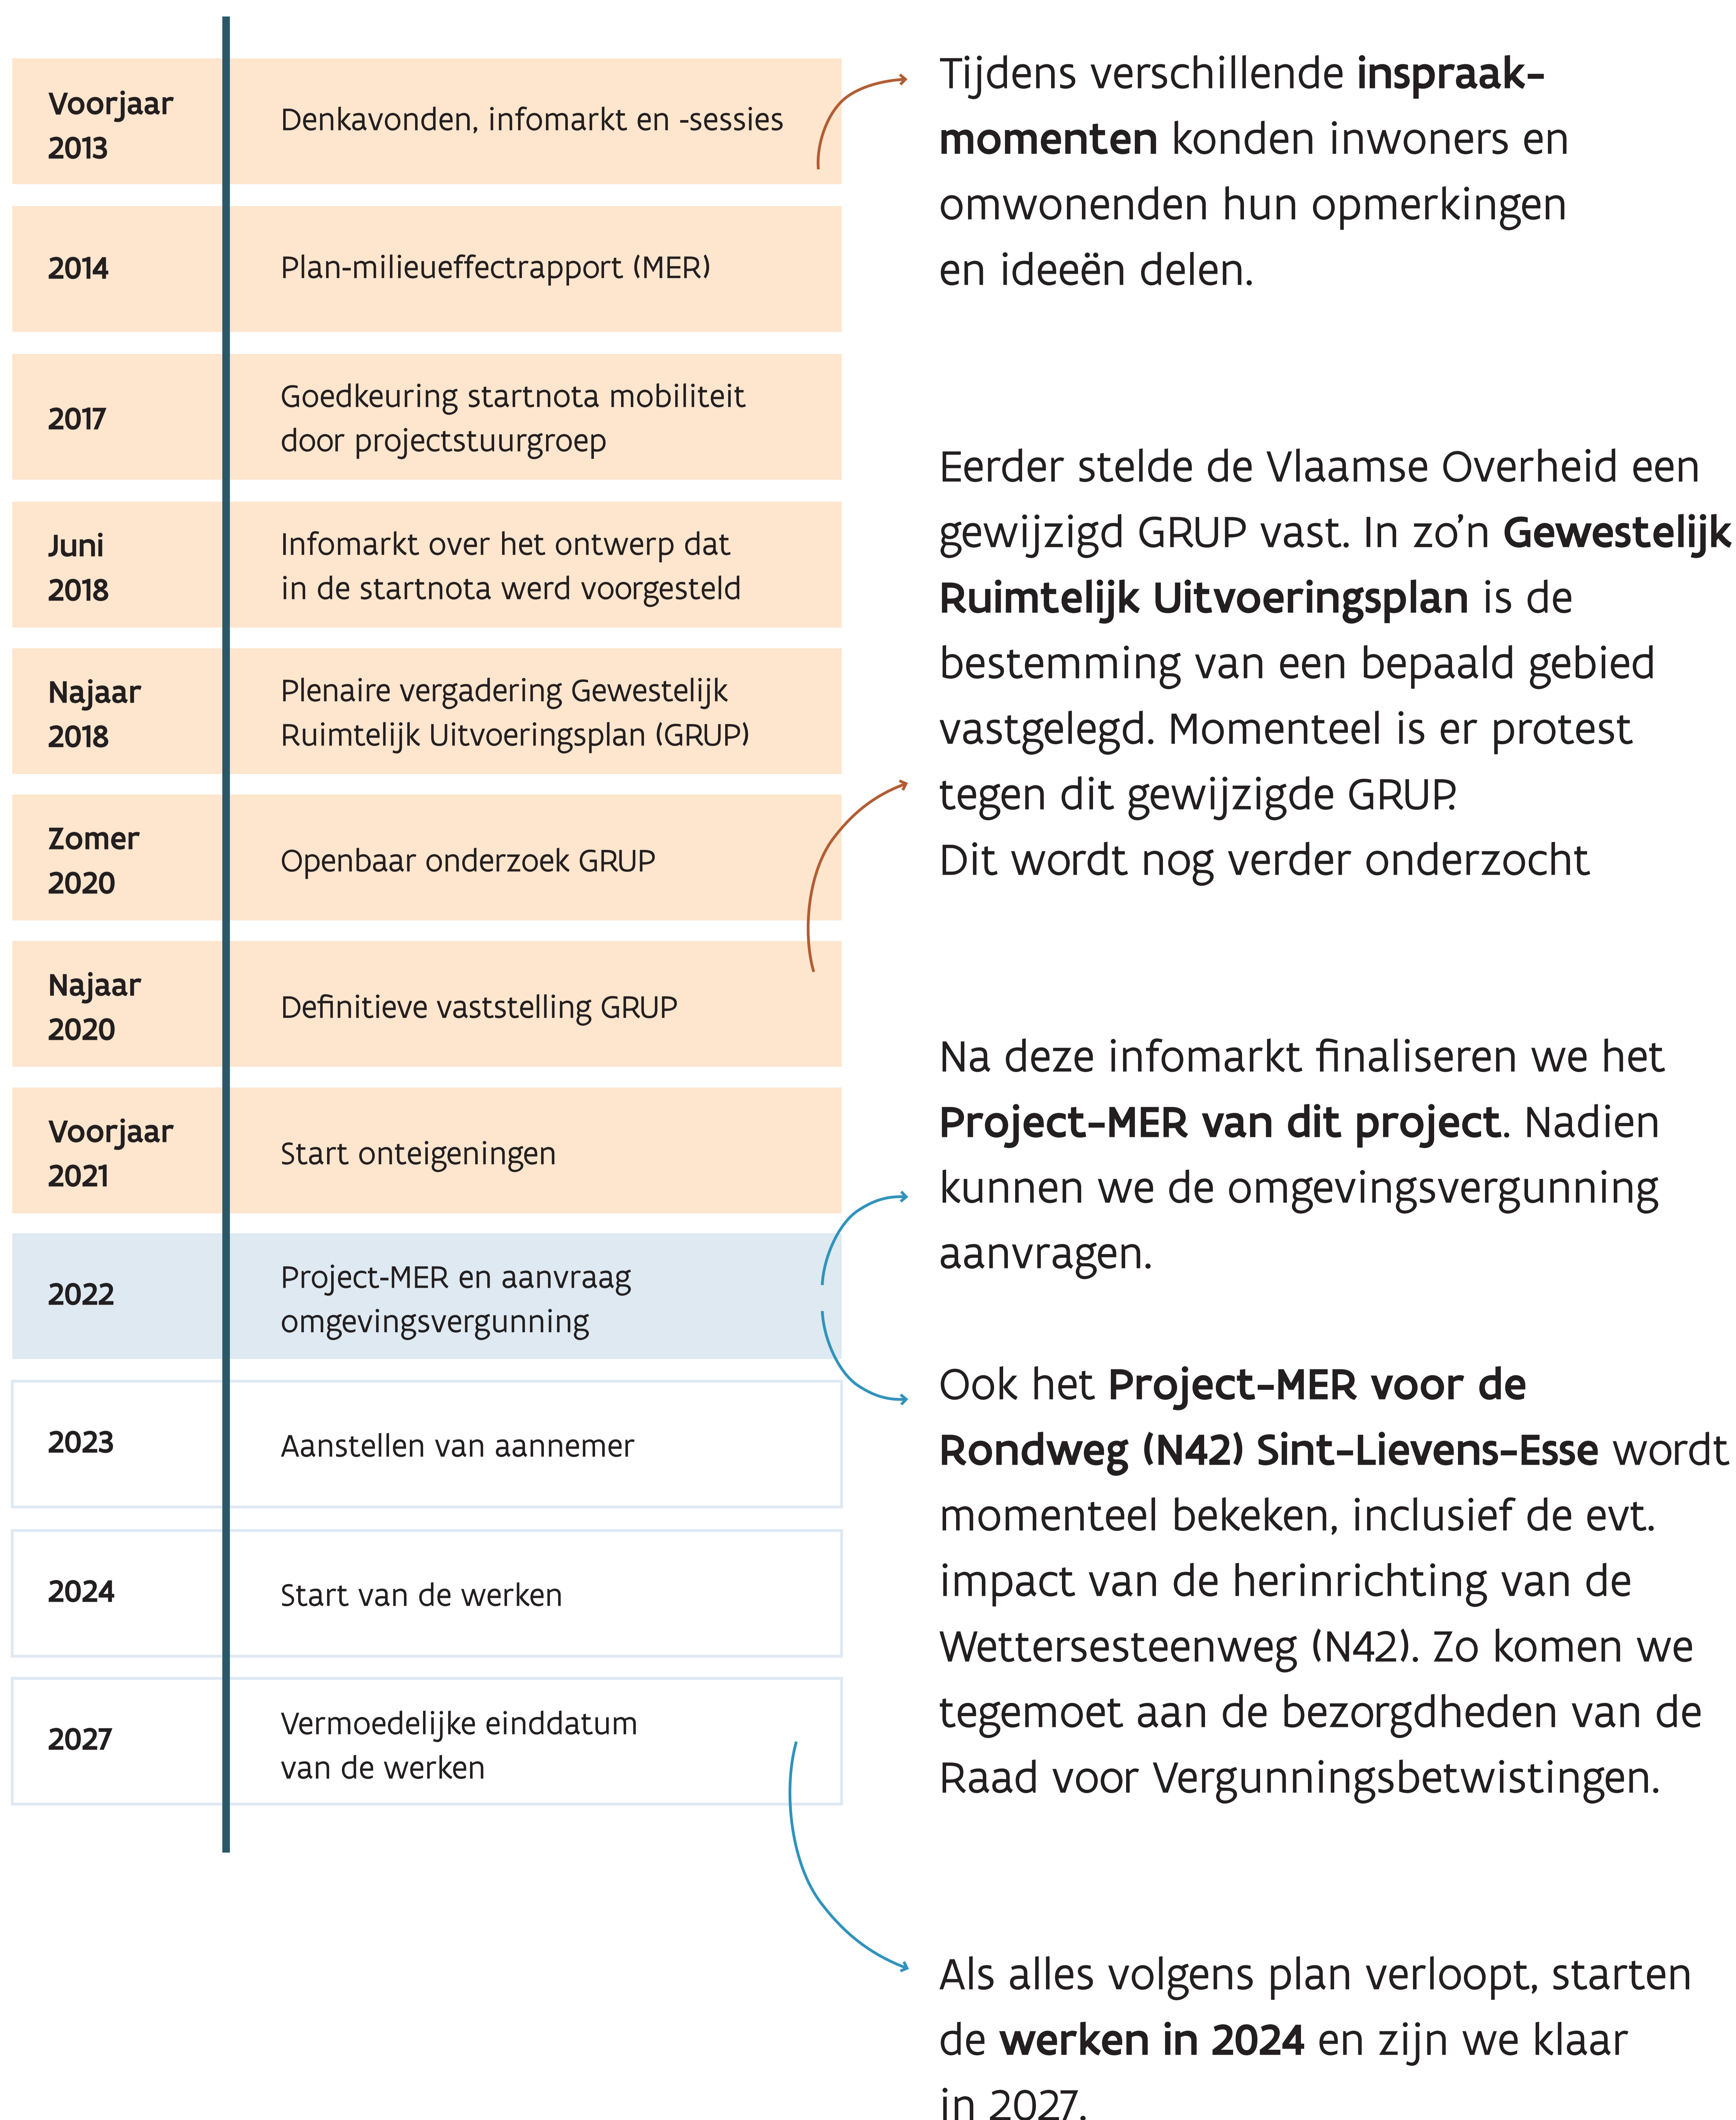 Voorjaar
2013
Denkavonden, infomarkt en -sessies
2014
Plan-milieueffectrapport (MER)
2017
Goedkeuring startnota mobiliteit
door projectstuurgroep
Juni
2018
Infomarkt over het ontwerp dat
in de startnota werd voorgesteld
Najaar
2018
Plenaire vergadering Gewestelijk
Ruimtelijk Uitvoeringsplan (GRUP)
Zomer
2020
Openbaar onderzoek GRUP
Najaar
2020
Definitieve vaststelling GRUP
Voorjaar
2021
Start onteigeningen
2022
Project-MER en aanvraag
omgevingsvergunning
2023
Aanstellen van aannemer
2024
Start van de werken
2027
Vermoedelijke einddatum
van de werken
Tijdens verschillende inspraak-
momenten konden inwoners en
omwonenden hun opmerkingen
en ideeën delen.
Eerder stelde de Vlaamse Overheid een
gewijzigd GRUP vast. In zo’n Gewestelijk
Ruimtelijk Uitvoeringsplan is de
bestemming van een bepaald gebied
vastgelegd. Momenteel is er protest
tegen dit gewijzigde GRUP.
Dit wordt nog verder onderzocht
Na deze infomarkt finaliseren we het
Project-MER van dit project. Nadien
kunnen we de omgevingsvergunning
aanvragen.
Ook het Project-MER voor de
Rondweg (N42) Sint-Lievens-Esse wordt
momenteel bekeken, inclusief de evt.
impact van de herinrichting van de
Wettersesteenweg (N42). Zo komen we
tegemoet aan de bezorgdheden van de
Raad voor Vergunningsbetwistingen.
Als alles volgens plan verloopt, starten
de werken in 2024 en zijn we klaar
in 2027.